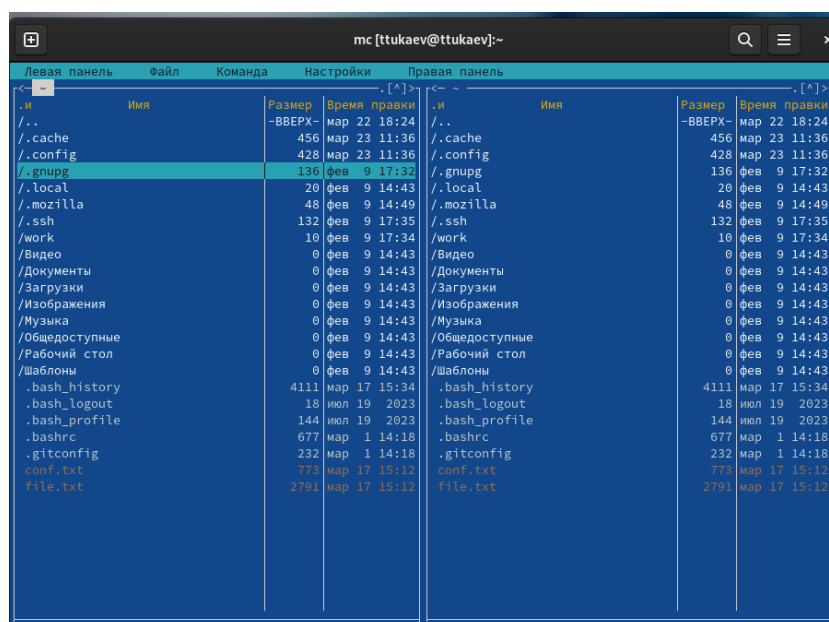 mc [ttukaev@ttukaev]:~
Левая панель Файл Команда Настройки Правая панель
<— ~ .[^]> <— ~ .[^]>
.и Имя Размер Время правки .и Имя Размер Время правки
/.. -ВВЕРХ- мар 22 18:24 /.. -ВВЕРХ- мар 22 18:24
/.cache 456 мар 23 11:36 /.cache 456 мар 23 11:36
/.config 428 мар 23 11:36 /.config 428 мар 23 11:36
/.gnupg 136 фев 9 17:32 /.gnupg 136 фев 9 17:32
/.local 20 фев 9 14:43 /.local 20 фев 9 14:43
/.mozilla 48 фев 9 14:49 /.mozilla 48 фев 9 14:49
/.ssh 132 фев 9 17:35 /.ssh 132 фев 9 17:35
/work 10 фев 9 17:34 /work 10 фев 9 17:34
/Видео 0 фев 9 14:43 /Видео 0 фев 9 14:43
/Документы 0 фев 9 14:43 /Документы 0 фев 9 14:43
/Загрузки 0 фев 9 14:43 /Загрузки 0 фев 9 14:43
/Изображения 0 фев 9 14:43 /Изображения 0 фев 9 14:43
/Музыка 0 фев 9 14:43 /Музыка 0 фев 9 14:43
/Общедоступные 0 фев 9 14:43 /Общедоступные 0 фев 9 14:43
/Рабочий стол 0 фев 9 14:43 /Рабочий стол 0 фев 9 14:43
/Шаблоны 0 фев 9 14:43 /Шаблоны 0 фев 9 14:43
.bash_history 4111 мар 17 15:34 .bash_history 4111 мар 17 15:34
.bash_logout 18 июл 19 2023 .bash_logout 18 июл 19 2023
.bash_profile 144 июл 19 2023 .bash_profile 144 июл 19 2023
.bashrc 677 мар 1 14:18 .bashrc 677 мар 1 14:18
.gitconfig 232 мар 1 14:18 .gitconfig 232 мар 1 14:18
conf.txt 773 мар 17 15:12 conf.txt 773 мар 17 15:12
file.txt 2791 мар 17 15:12 file.txt 2791 мар 17 15:12